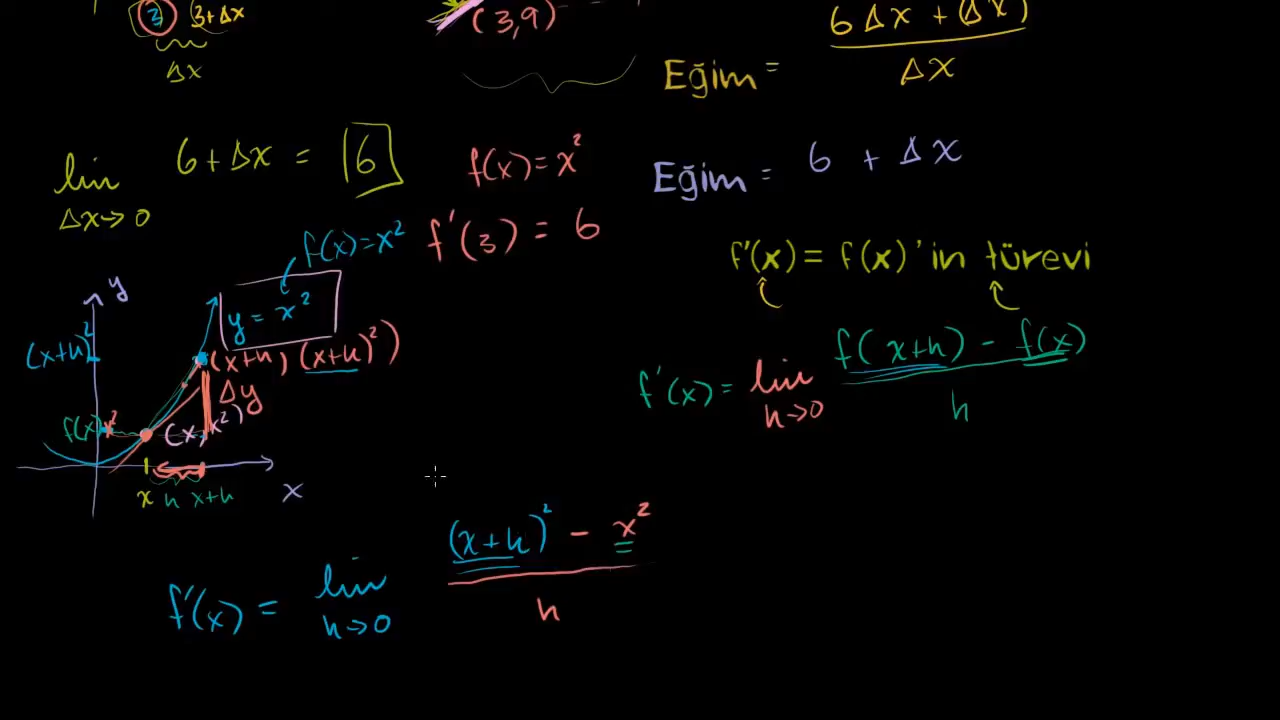 3 3+Δx
Δx
(3,9)
6Δx + (Δx)
Eğim = ΔX
lim 6+Δx = 6
Δx→0
f(x)=x²
f'(3) = 6
Eğim = 6 + Δx
f'(x) = f(x)'in türevi
f'(x) = lim f(x+h) - f(x)
h→0 h
f(x)=x²
y
y = x²
(x+h)²
(x+h, (x+h)²)
Δy
f(x) x²
(x, x²)
x h x+h
x
f'(x) = lim (x+h)² - x²
h→0 h